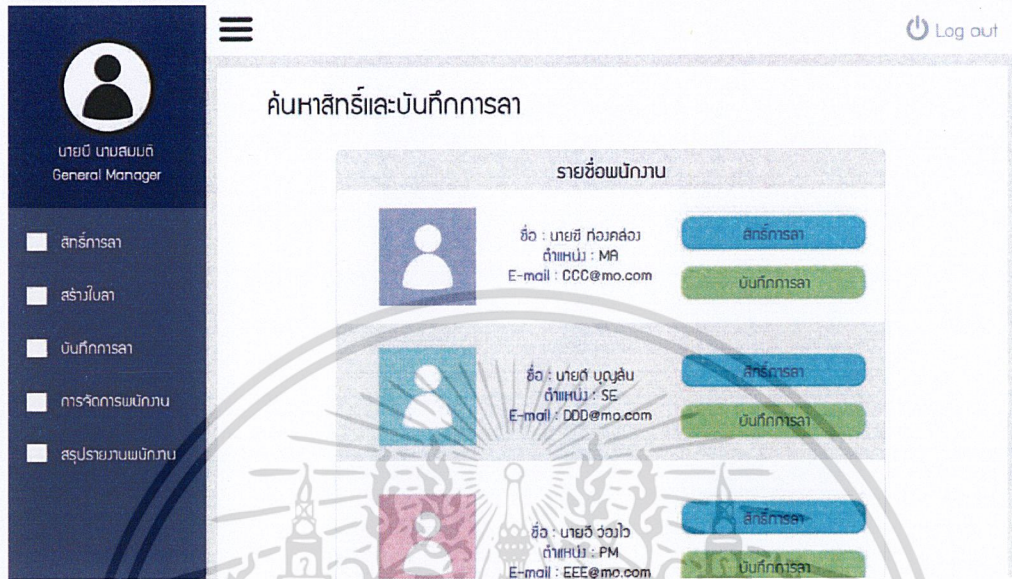 Log out
นายบี นามสมมติ
General Manager
สิทธิ์การลา
สร้างใบลา
บันทึกการลา
การจัดการพนักงาน
สรุปรายงานพนักงาน
ค้นหาสิทธิ์และบันทึกการลา
รายชื่อพนักงาน
ชื่อ : นายซี ท่องคล่อง
ตำแหน่ง : MA
E-mail : CCC@mo.com
สิทธิ์การลา
บันทึกการลา
ชื่อ : นายดี บุญล้น
ตำแหน่ง : SE
E-mail : DDD@mo.com
สิทธิ์การลา
บันทึกการลา
ชื่อ : นายอี ว่องไว
ตำแหน่ง : PM
E-mail : EEE@mo.com
สิทธิ์การลา
บันทึกการลา